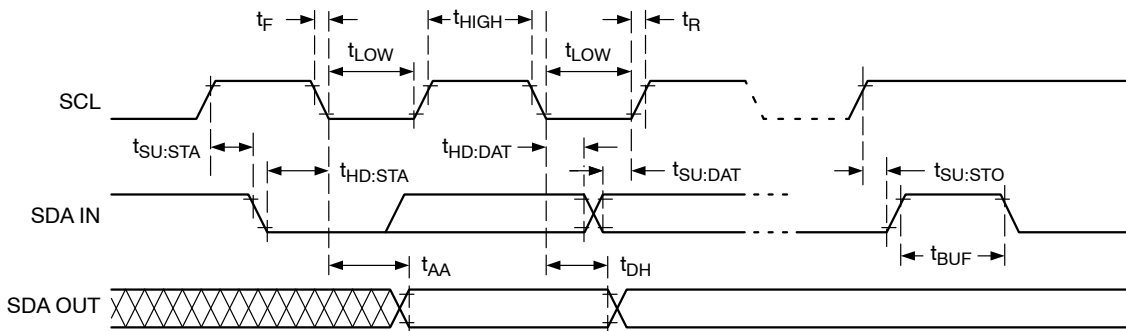 tF tHIGH tR
tLOW tLOW
SCL
tSU:STA tHD:DAT
tHD:STA tSU:DAT tSU:STO
SDA IN
tBUF
tAA tDH
SDA OUT